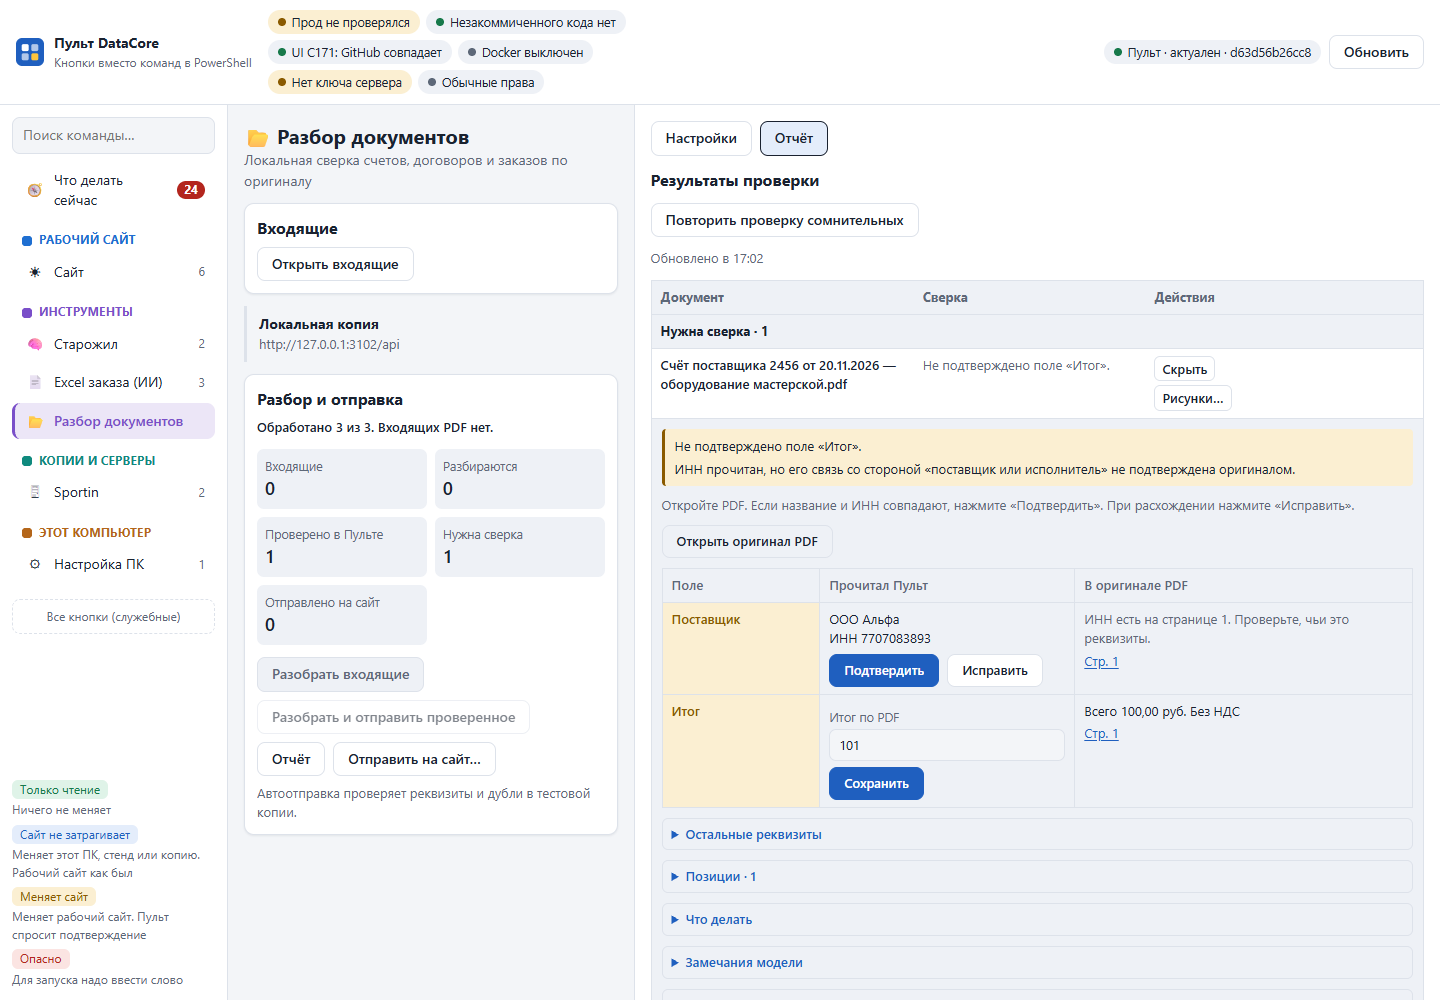 Пульт DataCore
Кнопки вместо команд в PowerShell
Прод не проверялся
Незакоммиченного кода нет
UI C171: GitHub совпадает
Docker выключен
Нет ключа сервера
Обычные права
Пульт · актуален · d63d56b26cc8
Обновить
Поиск команды...
Что делать
сейчас
24
РАБОЧИЙ САЙТ
Сайт
6
ИНСТРУМЕНТЫ
Старожил
2
Excel заказа (ИИ)
3
Разбор документов
КОПИИ И СЕРВЕРЫ
Sportin
2
ЭТОТ КОМПЬЮТЕР
Настройка ПК
1
Все кнопки (служебные)
Только чтение
Ничего не меняет
Сайт не затрагивает
Меняет этот ПК, стенд или копию.
Рабочий сайт как был
Меняет сайт
Меняет рабочий сайт. Пульт
спросит подтверждение
Опасно
Для запуска надо ввести слово
Разбор документов
Локальная сверка счетов, договоров и заказов по
оригиналу
Входящие
Открыть входящие
Локальная копия
http://127.0.0.1:3102/api
Разбор и отправка
Обработано 3 из 3. Входящих PDF нет.
Входящие
0
Разбираются
0
Проверено в Пульте
1
Нужна сверка
1
Отправлено на сайт
0
Разобрать входящие
Разобрать и отправить проверенное
Отчёт
Отправить на сайт...
Автоотправка проверяет реквизиты и дубли в тестовой
копии.
Настройки
Отчёт
Результаты проверки
Повторить проверку сомнительных
Обновлено в 17:02
Документ
Сверка
Действия
Нужна сверка · 1
Счёт поставщика 2456 от 20.11.2026 —
оборудование мастерской.pdf
Не подтверждено поле «Итог».
Скрыть
Рисунки...
Не подтверждено поле «Итог».
ИНН прочитан, но его связь со стороной «поставщик или исполнитель» не подтверждена оригиналом.
Откройте PDF. Если название и ИНН совпадают, нажмите «Подтвердить». При расхождении нажмите «Исправить».
Открыть оригинал PDF
Поле
Прочитал Пульт
В оригинале PDF
Поставщик
ООО Альфа
ИНН 7707083893
Подтвердить
Исправить
ИНН есть на странице 1. Проверьте, чьи это
реквизиты.
Стр. 1
Итог
Итог по PDF
101
Сохранить
Всего 100,00 руб. Без НДС
Стр. 1
Остальные реквизиты
Позиции · 1
Что делать
Замечания модели